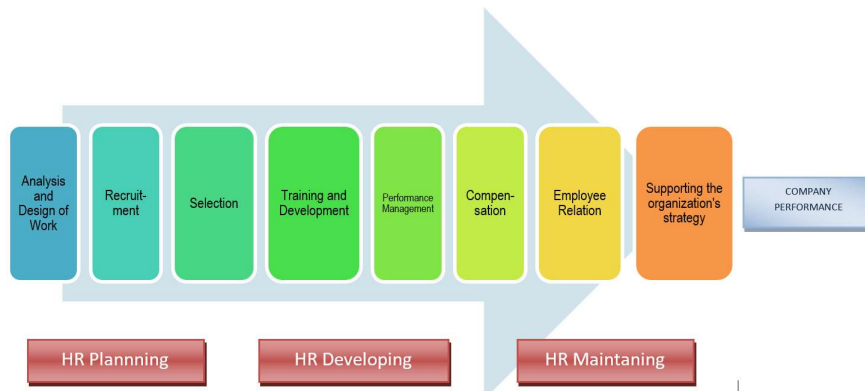 Analysis
and
Design of
Work
Recruit-
ment
Selection
Training and
Development
Performance
Management
Compen-
sation
Employee
Relation
Supporting the
organization's
strategy
COMPANY
PERFORMANCE
HR Plannning
HR Developing
HR Maintaning